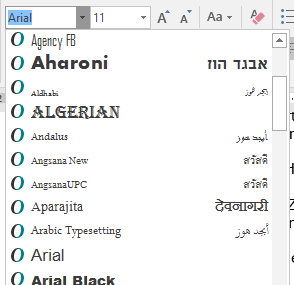 Arial 11 A A Aa A
O Agency FB
O Aharoni אבגד הוז
O Aldhabi أبجد هوز
O ALGERIAN
O Andalus أبجد هوز
O Angsana New สวัสดี
O AngsanaUPC สวัสดี
O Aparajita देवनागरी
O Arabic Typesetting أبجد هوز
O Arial
O Arial Black